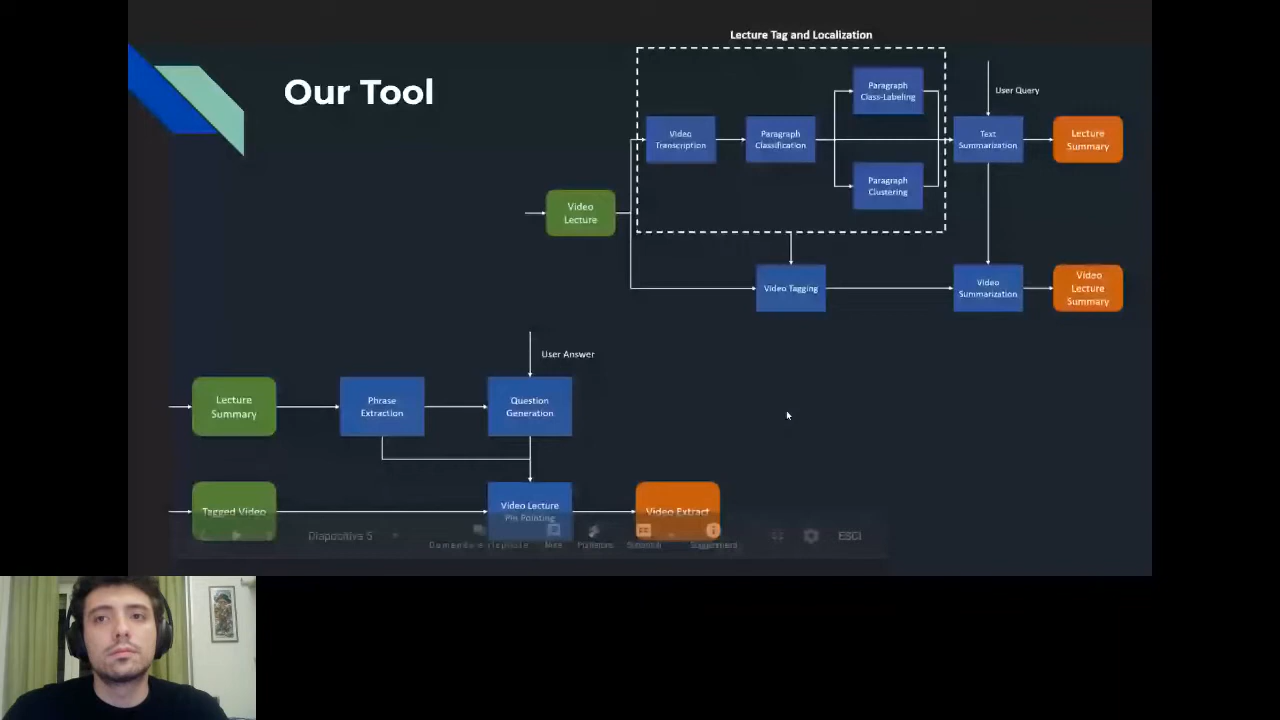 Lecture Tag and Localization
Our Tool
Paragraph
Class-Labeling
User Query
Video
Transcription
Paragraph
Classification
Text
Summarization
Lecture
Summary
Paragraph
Clustering
Video
Lecture
Video Tagging
Video
Summarization
Video
Lecture
Summary
User Answer
Lecture
Summary
Phrase
Extraction
Question
Generation
Tagged Video
Video Lecture
Pin Pointing
Video Extract
Diapositiva 5
ESCI